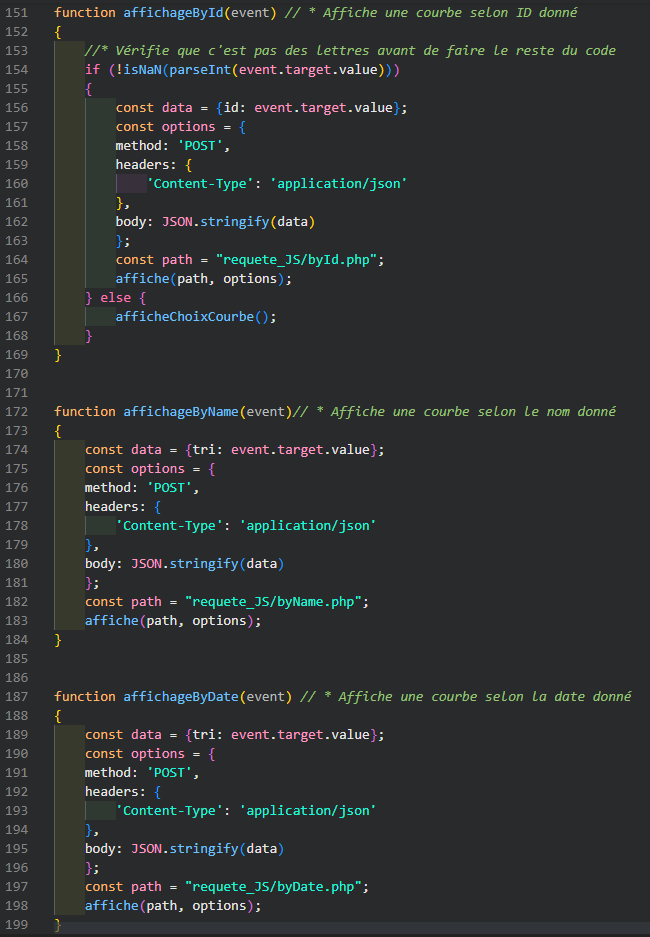 151 function affichageById(event) // * Affiche une courbe selon ID donné
152 {
153     //* Vérifie que c'est pas des lettres avant de faire le reste du code
154     if (!isNaN(parseInt(event.target.value)))
155     {
156         const data = {id: event.target.value};
157         const options = {
158         method: 'POST',
159         headers: {
160             'Content-Type': 'application/json'
161         },
162         body: JSON.stringify(data)
163         };
164         const path = "requete_JS/byId.php";
165         affiche(path, options);
166     } else {
167         afficheChoixCourbe();
168     }
169 }
170
171
172 function affichageByName(event)// * Affiche une courbe selon le nom donné
173 {
174     const data = {tri: event.target.value};
175     const options = {
176     method: 'POST',
177     headers: {
178         'Content-Type': 'application/json'
179     },
180     body: JSON.stringify(data)
181     };
182     const path = "requete_JS/byName.php";
183     affiche(path, options);
184 }
185
186
187 function affichageByDate(event) // * Affiche une courbe selon la date donné
188 {
189     const data = {tri: event.target.value};
190     const options = {
191     method: 'POST',
192     headers: {
193         'Content-Type': 'application/json'
194     },
195     body: JSON.stringify(data)
196     };
197     const path = "requete_JS/byDate.php";
198     affiche(path, options);
199 }